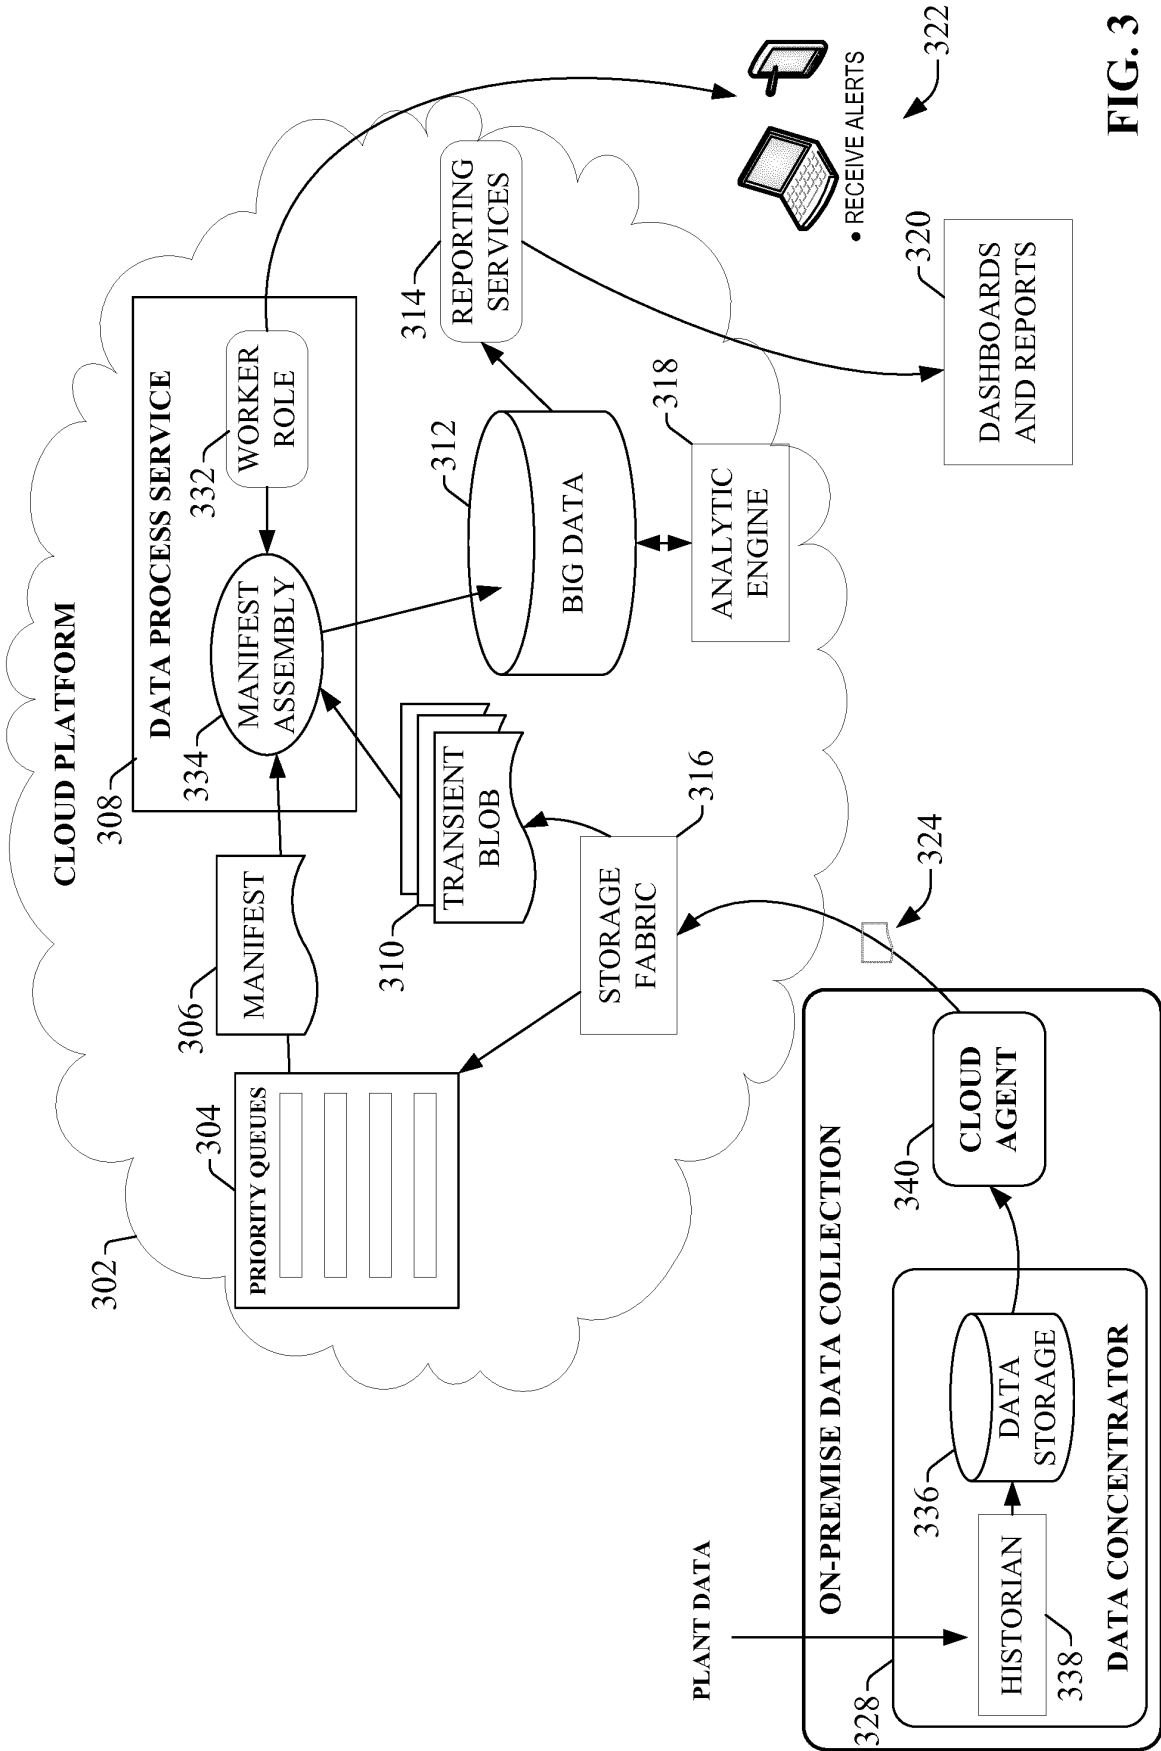 CLOUD PLATFORM
302
304
PRIORITY QUEUES
306
MANIFEST
308
DATA PROCESS SERVICE
334
MANIFEST
ASSEMBLY
332
WORKER
ROLE
310
TRANSIENT
BLOB
312
BIG DATA
314
REPORTING
SERVICES
316
STORAGE
FABRIC
318
ANALYTIC
ENGINE
• RECEIVE ALERTS
322
320
DASHBOARDS
AND REPORTS
324
PLANT DATA
ON-PREMISE DATA COLLECTION
328
HISTORIAN
338
336
DATA
STORAGE
DATA CONCENTRATOR
340
CLOUD
AGENT
FIG. 3